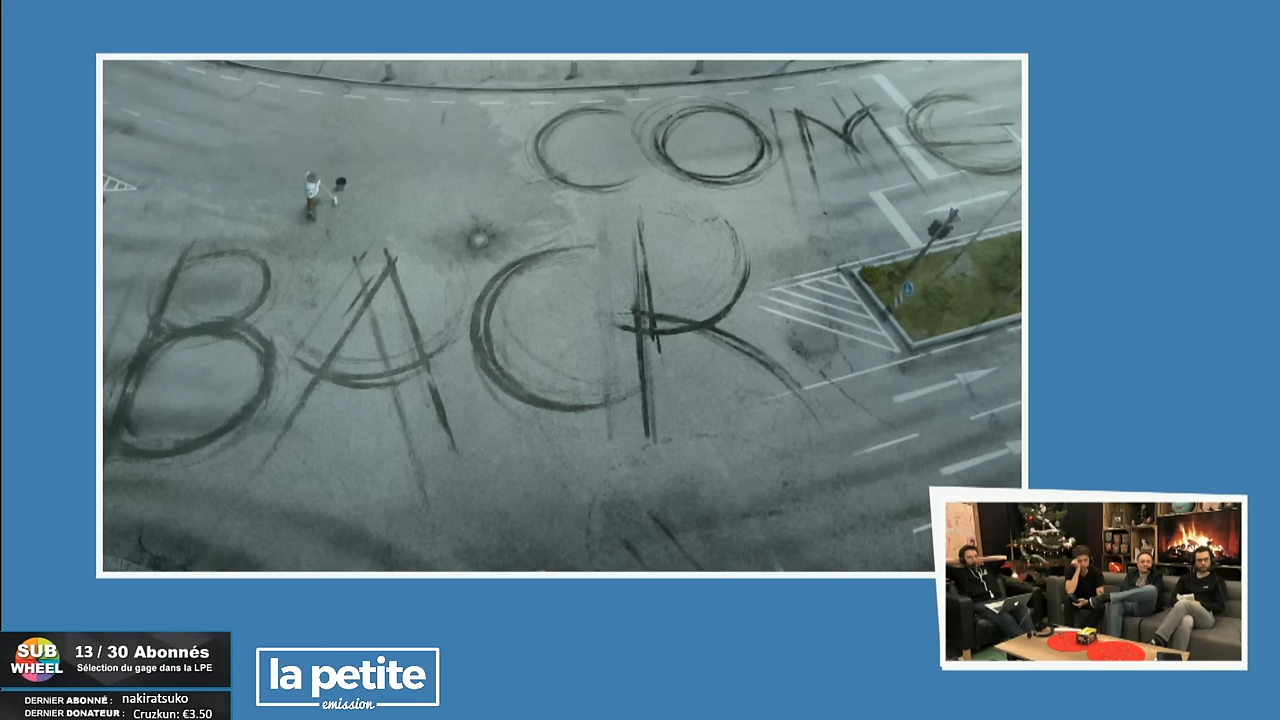 COME
BACK
SUB
WHEEL
13 / 30 Abonnés
Sélection du gage dans la LPE
DERNIER ABONNÉ : nakiratsuko
DERNIER DONATEUR : Cruzkun: €3.50
la petite
emission